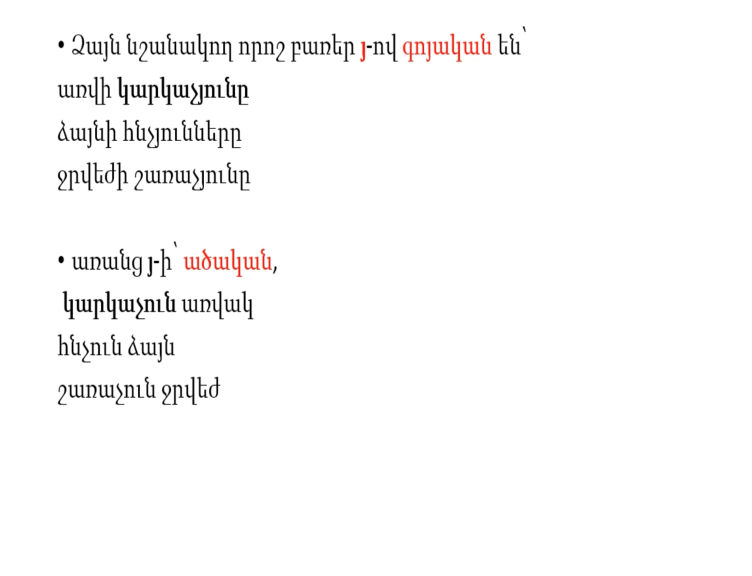 • Ձայն նշանակող որոշ բառեր յ-ով գոյական են՝
առվի կարկաչյունը
ձայնի հնչյունները
ջրվեժի շառաչյունը
• առանց յ-ի՝ ածական,
կարկաչուն առվակ
հնչուն ձայն
շառաչուն ջրվեժ